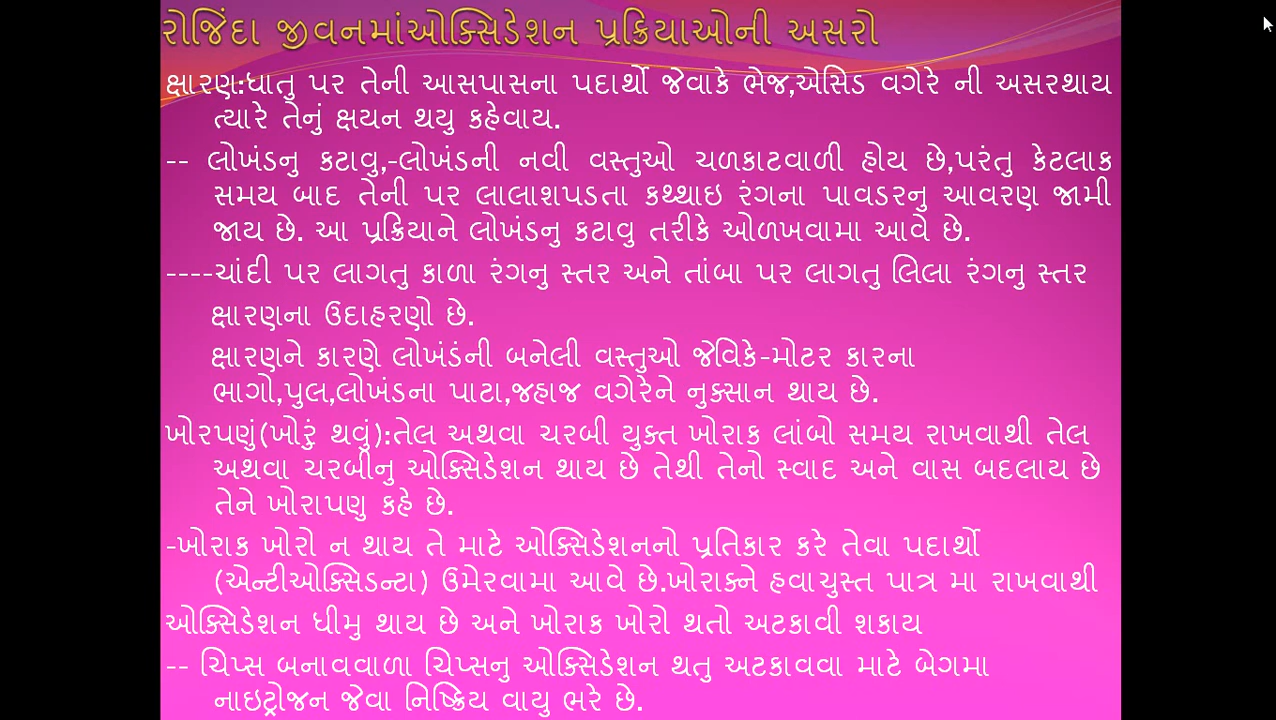 રોજિંદા જીવનમાંઓક્સિડેશન પ્રક્રિયાઓની અસરો
ક્ષારણ:ધાતુ પર તેની આસપાસના પદાર્થો જેવાકે ભેજ,એસિડ વગેરે ની અસરથાય
ત્યારે તેનું ક્ષયન થયુ કહેવાય.
-- લોખંડનુ કટાવુ,-લોખંડની નવી વસ્તુઓ ચળકાટવાળી હોય છે,પરંતુ કેટલાક
સમય બાદ તેની પર લાલાશપડતા કથ્થાઇ રંગના પાવડરનુ આવરણ જામી
જાય છે. આ પ્રક્રિયાને લોખંડનુ કટાવુ તરીકે ઓળખવામા આવે છે.
----ચાંદી પર લાગતુ કાળા રંગનુ સ્તર અને તાંબા પર લાગતુ લિલા રંગનુ સ્તર
ક્ષારણના ઉદાહરણો છે.
ક્ષારણને કારણે લોખંડંની બનેલી વસ્તુઓ જેવિકે-મોટર કારના
ભાગો,પુલ,લોખંડના પાટા,જહાજ વગેરેને નુક્સાન થાય છે.
ખોરપણું(ખોરું થવું):તેલ અથવા ચરબી યુક્ત ખોરાક લાંબો સમય રાખવાથી તેલ
અથવા ચરબીનુ ઓક્સિડેશન થાય છે તેથી તેનો સ્વાદ અને વાસ બદલાય છે
તેને ખોરાપણુ કહે છે.
-ખોરાક ખોરો ન થાય તે માટે ઓક્સિડેશનનો પ્રતિકાર કરે તેવા પદાર્થો
(એન્ટીઓક્સિડન્ટા) ઉમેરવામા આવે છે.ખોરાક્ને હવાચુસ્ત પાત્ર મા રાખવાથી
ઓક્સિડેશન ધીમુ થાય છે અને ખોરાક ખોરો થતો અટકાવી શકાય
-- ચિપ્સ બનાવવાળા ચિપ્સનુ ઓક્સિડેશન થતુ અટકાવવા માટે બેગમા
નાઇટ્રોજન જેવા નિષ્ક્રિય વાયુ ભરે છે.